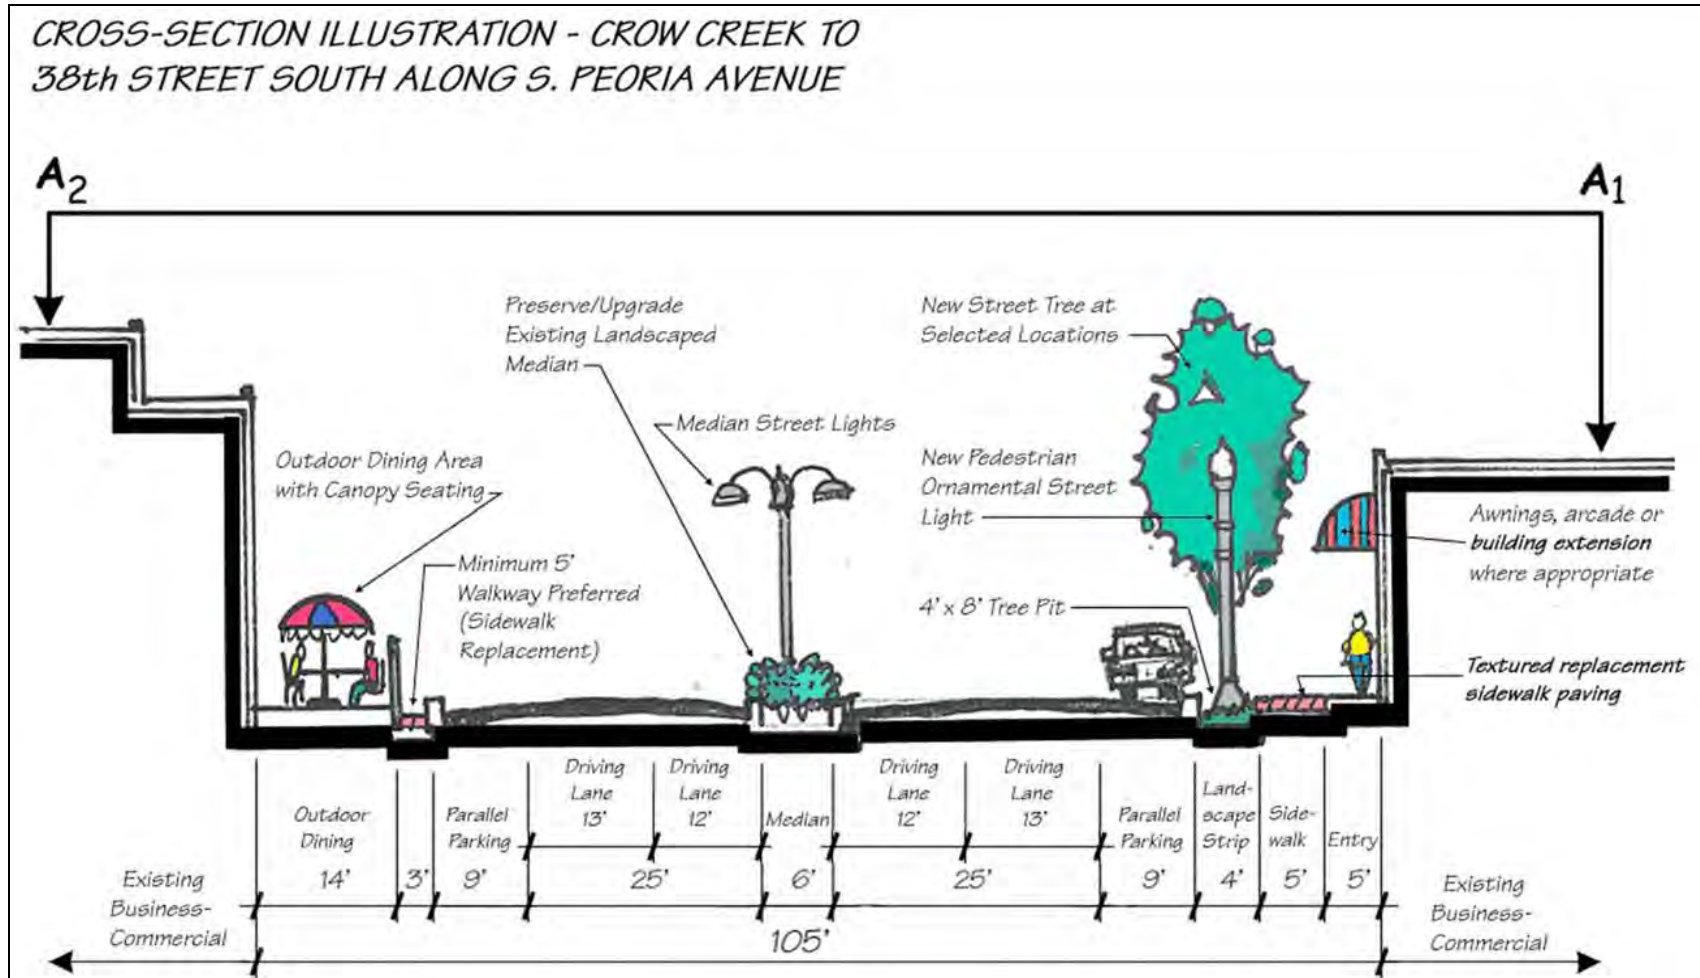 CROSS-SECTION ILLUSTRATION - CROW CREEK TO
38th STREET SOUTH ALONG S. PEORIA AVENUE
A2
A1
Preserve/Upgrade
Existing Landscaped
Median
New Street Tree at
Selected Locations
Median Street Lights
Outdoor Dining Area
with Canopy Seating
New Pedestrian
Ornamental Street
Light
Awnings, arcade or
building extension
where appropriate
Minimum 5'
Walkway Preferred
(Sidewalk
Replacement)
4' x 8' Tree Pit
Textured replacement
sidewalk paving
Outdoor
Dining
14'
3'
Parallel
Parking
9'
Driving
Lane
13'
Driving
Lane
12'
25'
Median
6'
Driving
Lane
12'
Driving
Lane
13'
25'
Parallel
Parking
9'
Land-
scape
Strip
4'
Side-
walk
5'
Entry
5'
Existing
Business-
Commercial
105'
Existing
Business-
Commercial